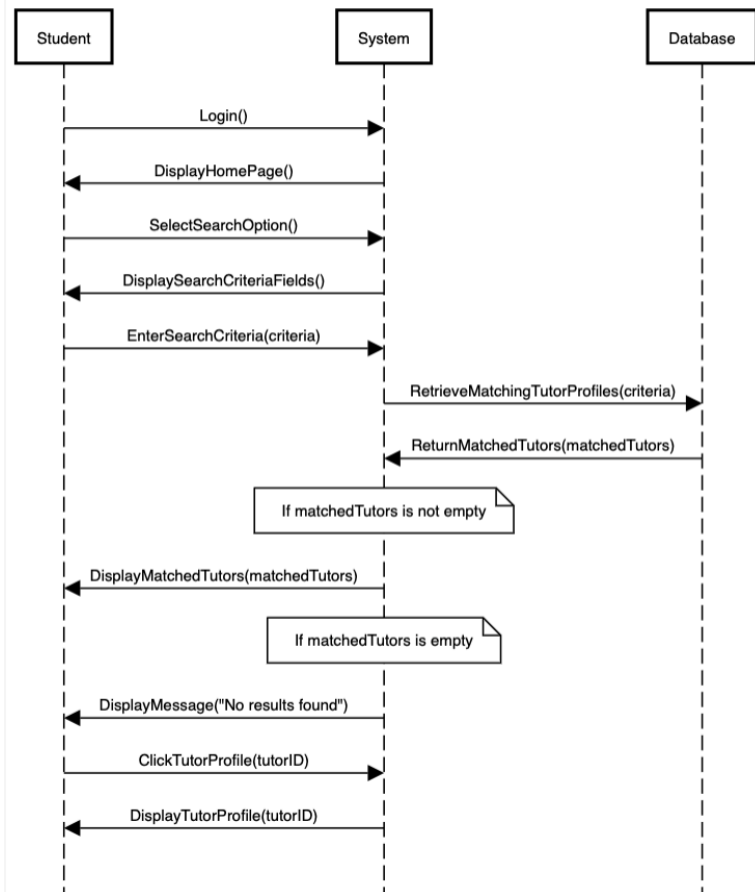 Student
System
Database
Login()
DisplayHomePage()
SelectSearchOption()
DisplaySearchCriteriaFields()
EnterSearchCriteria(criteria)
RetrieveMatchingTutorProfiles(criteria)
ReturnMatchedTutors(matchedTutors)
If matchedTutors is not empty
DisplayMatchedTutors(matchedTutors)
If matchedTutors is empty
DisplayMessage("No results found")
ClickTutorProfile(tutorID)
DisplayTutorProfile(tutorID)